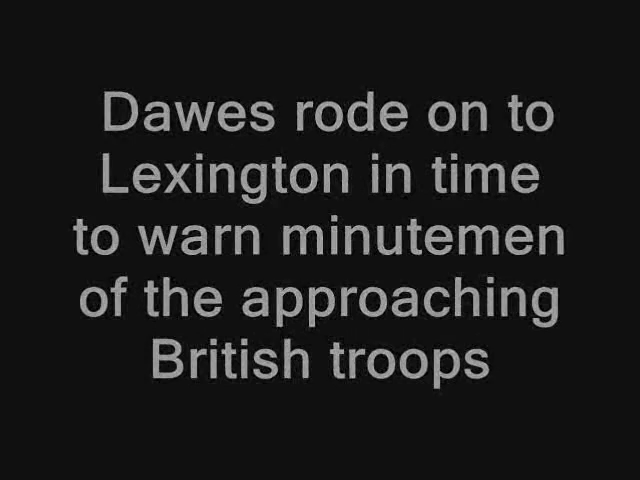 Dawes rode on to
Lexington in time
to warn minutemen
of the approaching
British troops